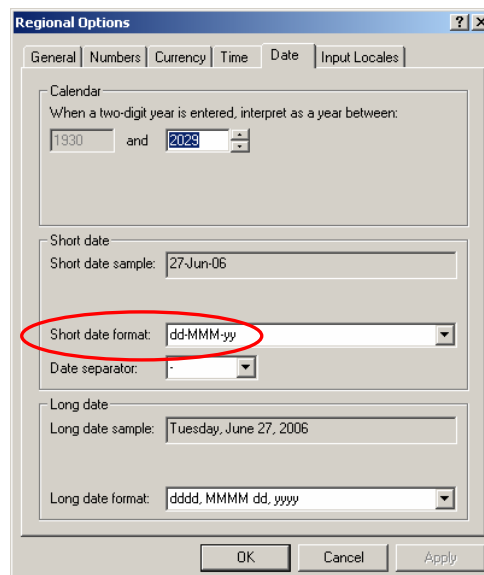 Regional Options
General Numbers Currency Time Date Input Locales
Calendar
When a two-digit year is entered, interpret as a year between:
1930 and 2029
Short date
Short date sample: 27-Jun-06
Short date format: dd-MMM-yy
Date separator: -
Long date
Long date sample: Tuesday, June 27, 2006
Long date format: dddd, MMMM dd, yyyy
OK Cancel Apply